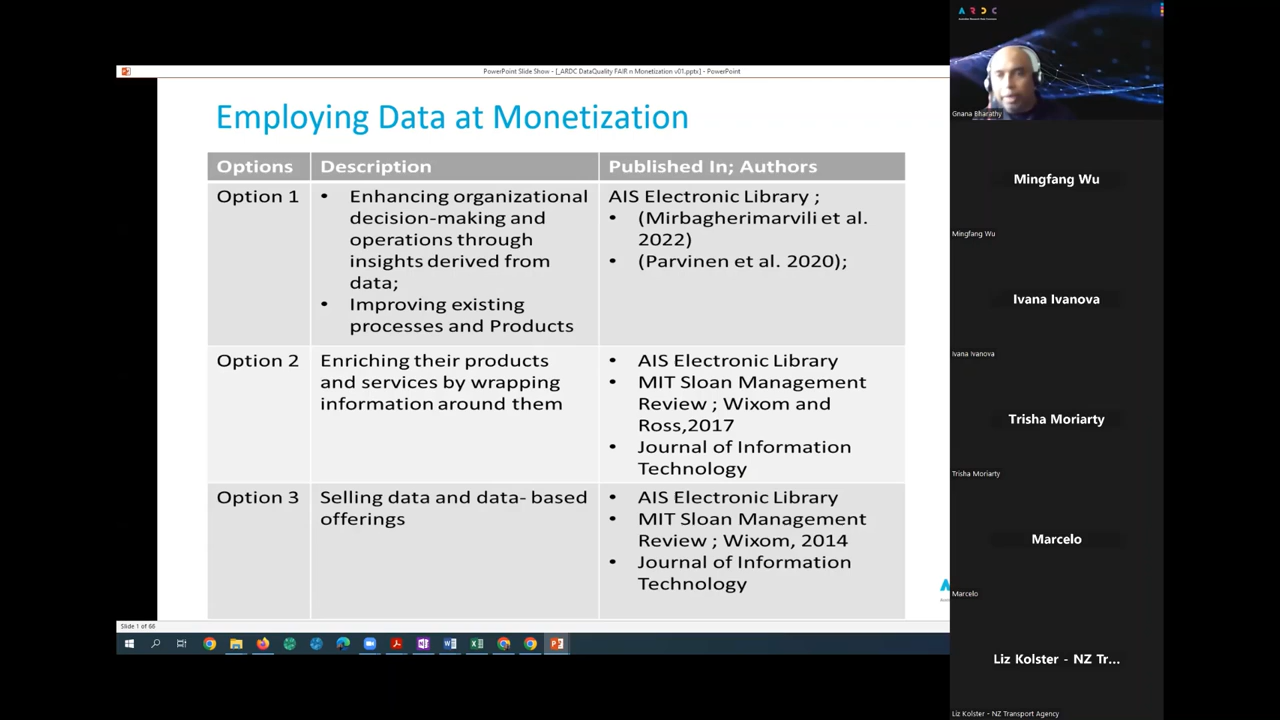 PowerPoint Slide Show - [_ARDC DataQuality FAIR n Monetization v01.pptx] - PowerPoint
Employing Data at Monetization
Options
Description
Published In; Authors
Option 1
• Enhancing organizational
decision-making and
operations through
insights derived from
data;
• Improving existing
processes and Products
AIS Electronic Library ;
• (Mirbagherimarvili et al.
2022)
• (Parvinen et al. 2020);
Option 2
Enriching their products
and services by wrapping
information around them
• AIS Electronic Library
• MIT Sloan Management
Review ; Wixom and
Ross,2017
• Journal of Information
Technology
Option 3
Selling data and data- based
offerings
• AIS Electronic Library
• MIT Sloan Management
Review ; Wixom, 2014
• Journal of Information
Technology
Slide 1 of 66
ARDC
Gnana Bharathy
Mingfang Wu
Mingfang Wu
Ivana Ivanova
Ivana Ivanova
Trisha Moriarty
Trisha Moriarty
Marcelo
Marcelo
Liz Kolster - NZ Tr...
Liz Kolster - NZ Transport Agency